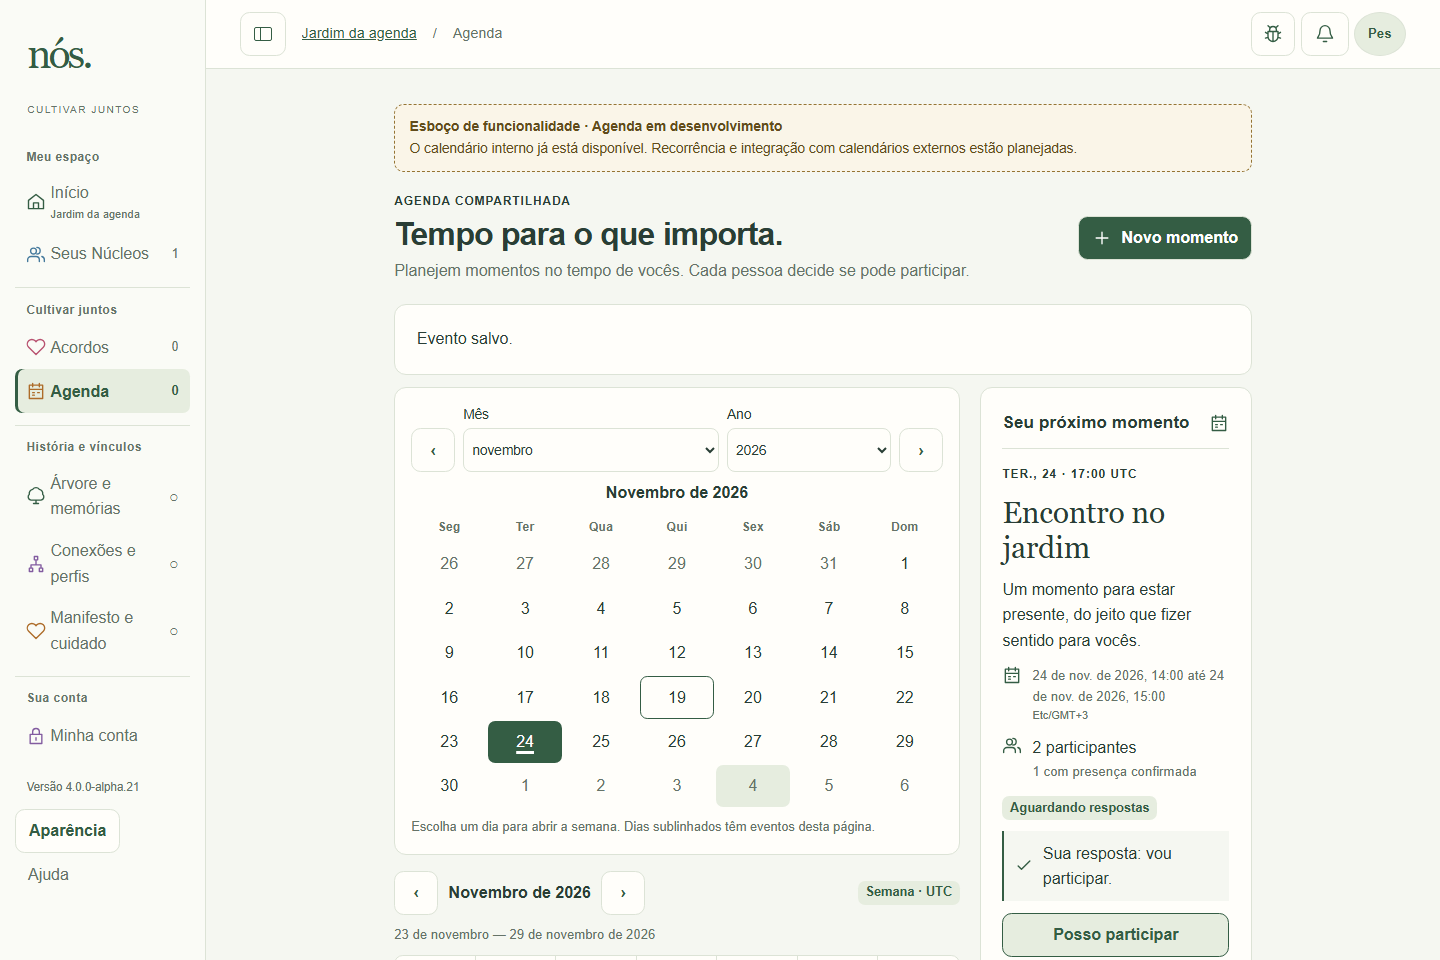 nós.
CULTIVAR JUNTOS
Meu espaço
Início
Jardim da agenda
Seus Núcleos 1
Cultivar juntos
Acordos 0
Agenda 0
História e vínculos
Árvore e
memórias
Conexões e
perfis
Manifesto e
cuidado
Sua conta
Minha conta
Versão 4.0.0-alpha.21
Aparência
Ajuda
Jardim da agenda / Agenda
Pes
Esboço de funcionalidade · Agenda em desenvolvimento
O calendário interno já está disponível. Recorrência e integração com calendários externos estão planejadas.
AGENDA COMPARTILHADA
Tempo para o que importa.
Planejem momentos no tempo de vocês. Cada pessoa decide se pode participar.
+ Novo momento
Evento salvo.
Mês Ano
‹ novembro 2026 ›
Novembro de 2026
Seg Ter Qua Qui Sex Sáb Dom
26 27 28 29 30 31 1
2 3 4 5 6 7 8
9 10 11 12 13 14 15
16 17 18 19 20 21 22
23 24 25 26 27 28 29
30 1 2 3 4 5 6
Escolha um dia para abrir a semana. Dias sublinhados têm eventos desta página.
‹ Novembro de 2026 › Semana · UTC
23 de novembro — 29 de novembro de 2026
Seu próximo momento
TER., 24 · 17:00 UTC
Encontro no
jardim
Um momento para estar
presente, do jeito que fizer
sentido para vocês.
24 de nov. de 2026, 14:00 até 24
de nov. de 2026, 15:00
Etc/GMT+3
2 participantes
1 com presença confirmada
Aguardando respostas
Sua resposta: vou
participar.
Posso participar